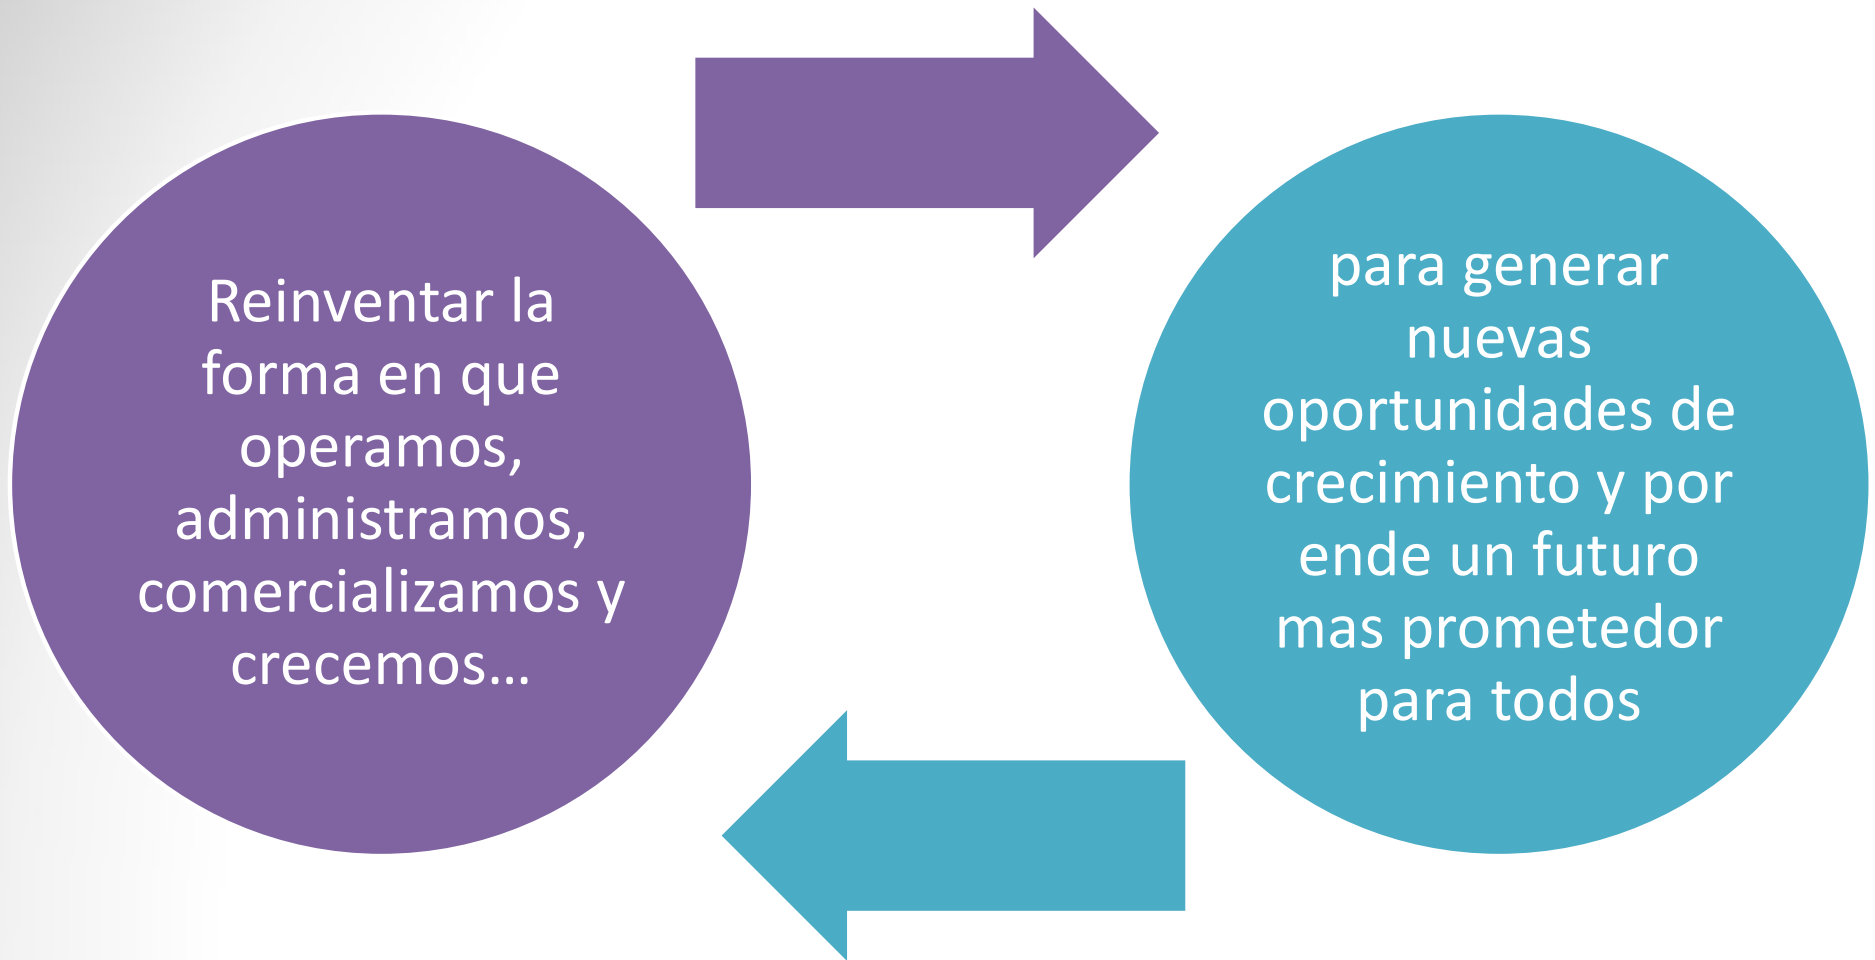 Reinventar la
forma en que
operamos,
administramos,
comercializamos y
crecemos…
para generar
nuevas
oportunidades de
crecimiento y por
ende un futuro
mas prometedor
para todos